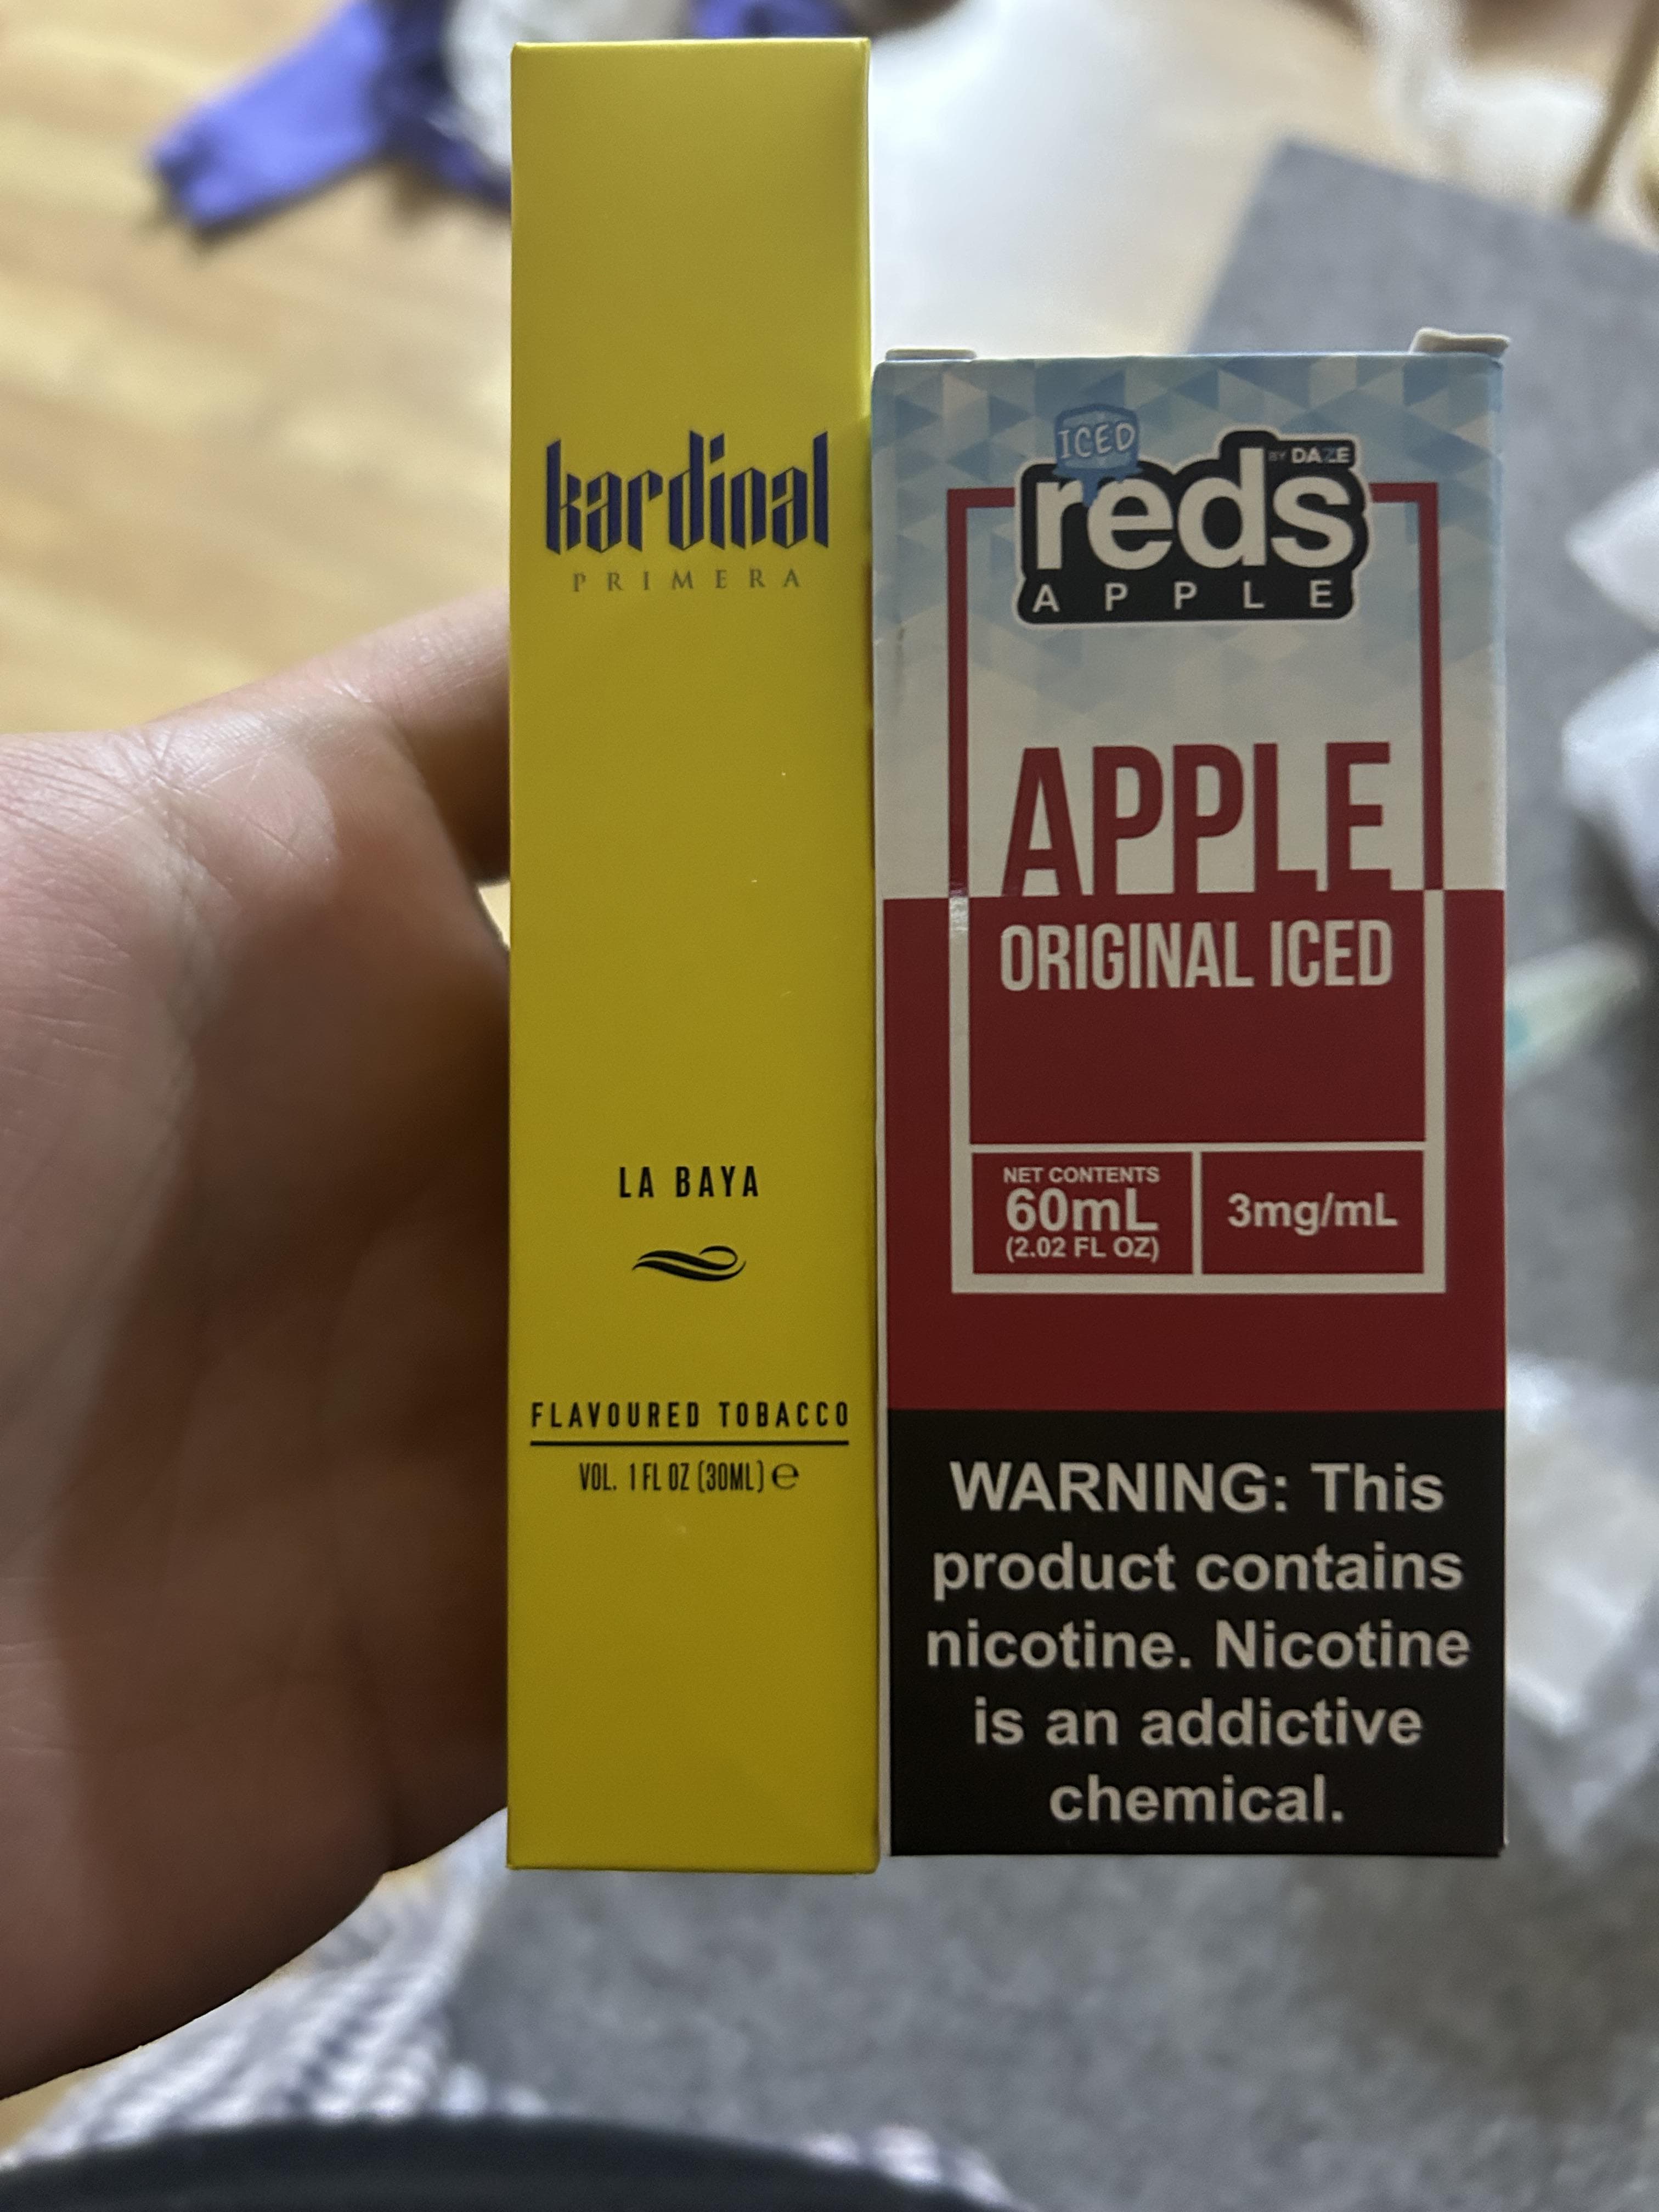 kardinal
PRIMERA
LA BAYA
FLAVOURED TOBACCO
VOL. 1 FL OZ (30ML) ℮
ICED
reds
BY DAZE
APPLE
APPLE
ORIGINAL ICED
NET CONTENTS
60mL
(2.02 FL OZ)
3mg/mL
WARNING: This
product contains
nicotine. Nicotine
is an addictive
chemical.